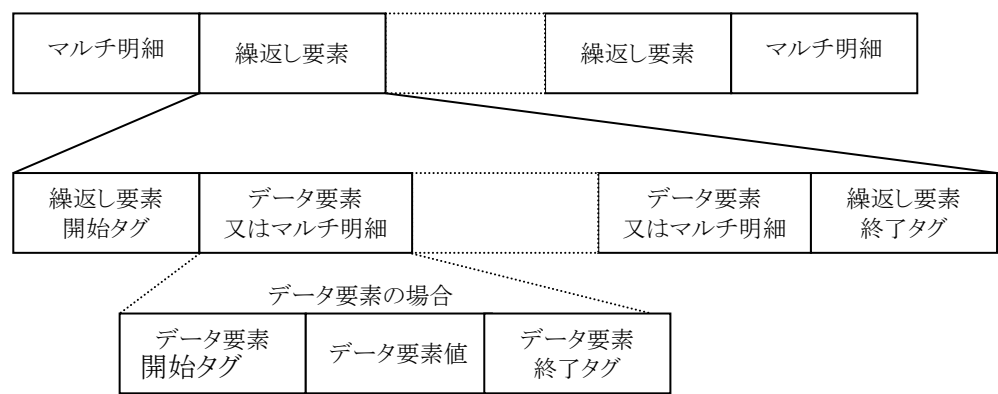 マルチ明細
繰返し要素
繰返し要素
マルチ明細
繰返し要素
開始タグ
データ要素
又はマルチ明細
データ要素
又はマルチ明細
繰返し要素
終了タグ
データ要素の場合
データ要素
開始タグ
データ要素値
データ要素
終了タグ